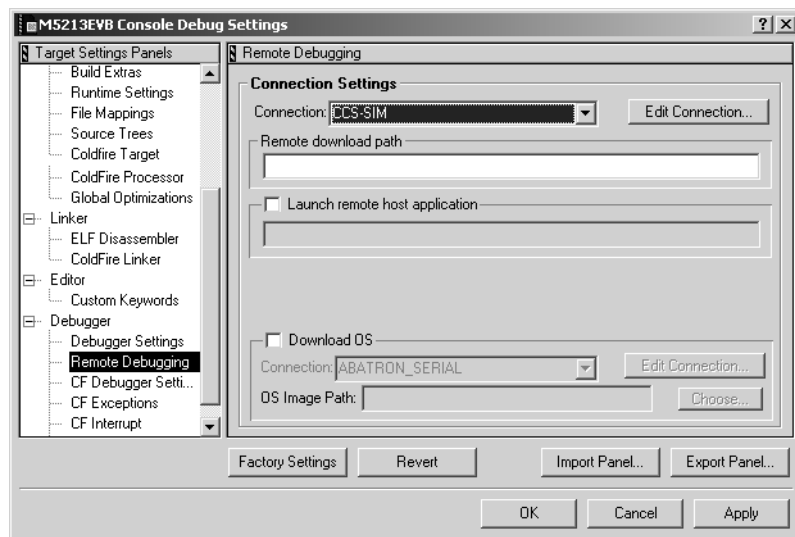 M5213EVB Console Debug Settings
Target Settings Panels
Build Extras
Runtime Settings
File Mappings
Source Trees
Coldfire Target
ColdFire Processor
Global Optimizations
Linker
ELF Disassembler
ColdFire Linker
Editor
Custom Keywords
Debugger
Debugger Settings
Remote Debugging
CF Debugger Setti...
CF Exceptions
CF Interrupt
Remote Debugging
Connection Settings
Connection: CCS-SIM Edit Connection...
Remote download path
Launch remote host application
Download OS
Connection: ABATRON_SERIAL Edit Connection...
OS Image Path: Choose...
Factory Settings Revert Import Panel... Export Panel...
OK Cancel Apply